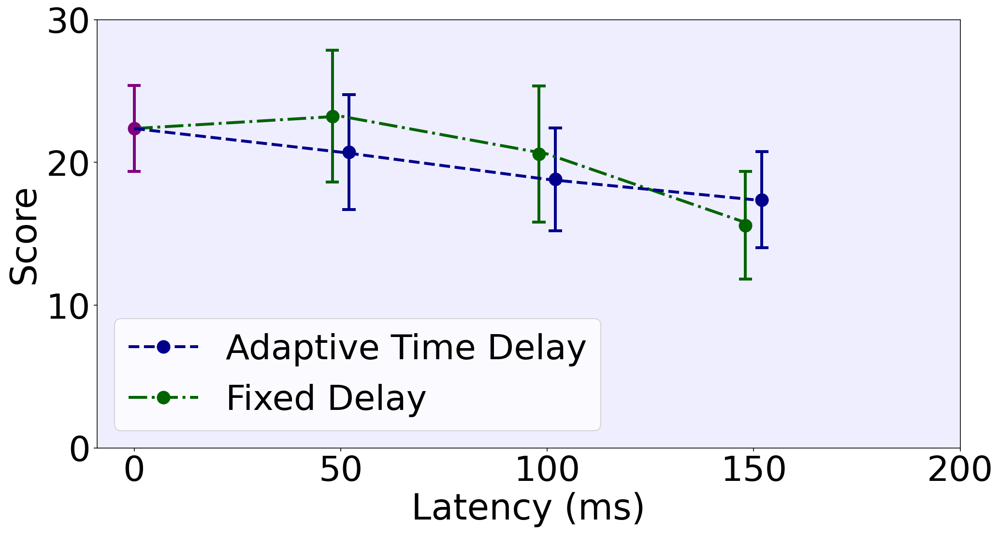 30
20
10
0
Score
0 50 100 150 200
Latency (ms)
Adaptive Time Delay
Fixed Delay